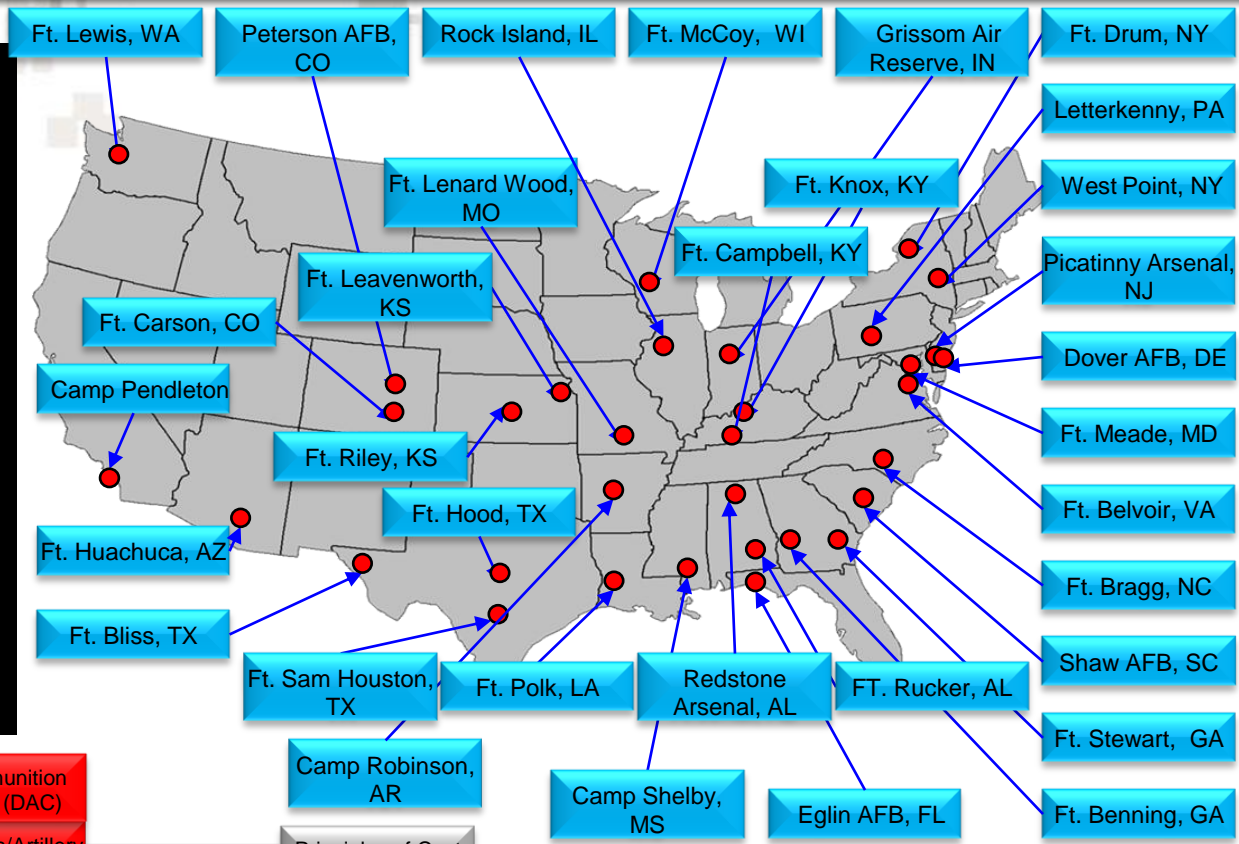 Ft. Lewis, WA
Peterson AFB,
CO
Rock Island, IL
Ft. McCoy, WI
Grissom Air
Reserve, IN
Ft. Drum, NY
Letterkenny, PA
Ft. Lenard Wood,
MO
Ft. Knox, KY
West Point, NY
Ft. Campbell, KY
Ft. Leavenworth,
KS
Picatinny Arsenal,
NJ
Ft. Carson, CO
Dover AFB, DE
Camp Pendleton
Ft. Meade, MD
Ft. Riley, KS
Ft. Hood, TX
Ft. Belvoir, VA
Ft. Huachuca, AZ
Ft. Bragg, NC
Ft. Bliss, TX
Shaw AFB, SC
Ft. Sam Houston,
TX
Ft. Polk, LA
Redstone
Arsenal, AL
FT. Rucker, AL
Ft. Stewart, GA
Camp Robinson,
AR
Camp Shelby,
MS
Eglin AFB, FL
Ft. Benning, GA
(DAC)